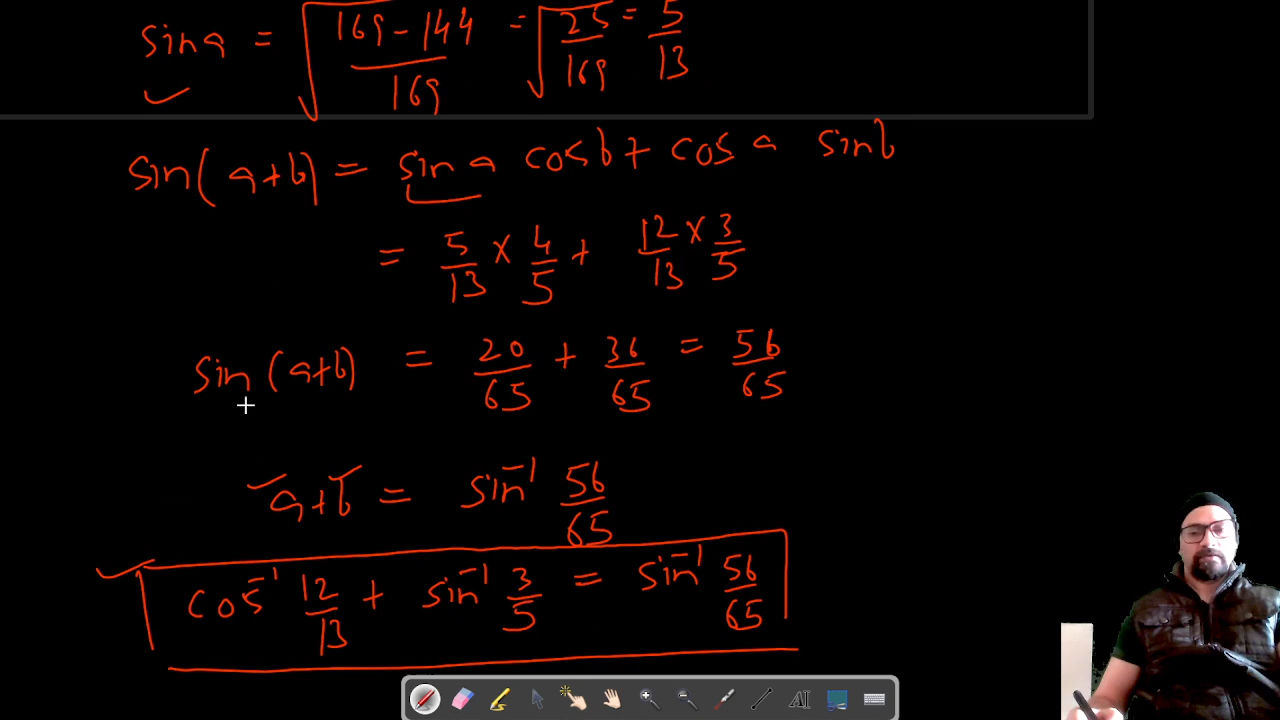 sin a = √(169-144/169) = √(25/169) = 5/13
sin(a+b) = sin a cos b + cos a sin b
= 5/13 × 4/5 + 12/13 × 3/5
sin(a+b) = 20/65 + 36/65 = 56/65
a+b = sin⁻¹ 56/65
cos⁻¹ 12/13 + sin⁻¹ 3/5 = sin⁻¹ 56/65
AI